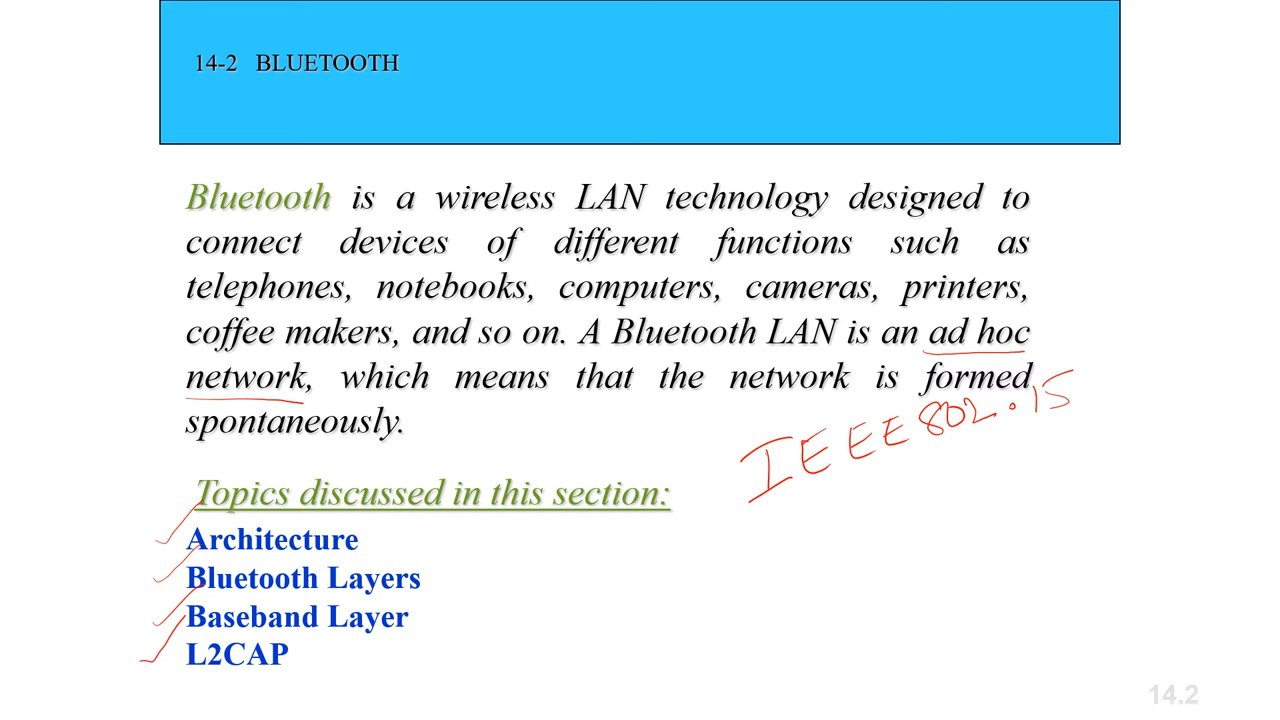 14-2 BLUETOOTH
Bluetooth is a wireless LAN technology designed to
connect devices of different functions such as
telephones, notebooks, computers, cameras, printers,
coffee makers, and so on. A Bluetooth LAN is an ad hoc
network, which means that the network is formed
spontaneously.
IEEE 802.15
Topics discussed in this section:
Architecture
Bluetooth Layers
Baseband Layer
L2CAP
14.2